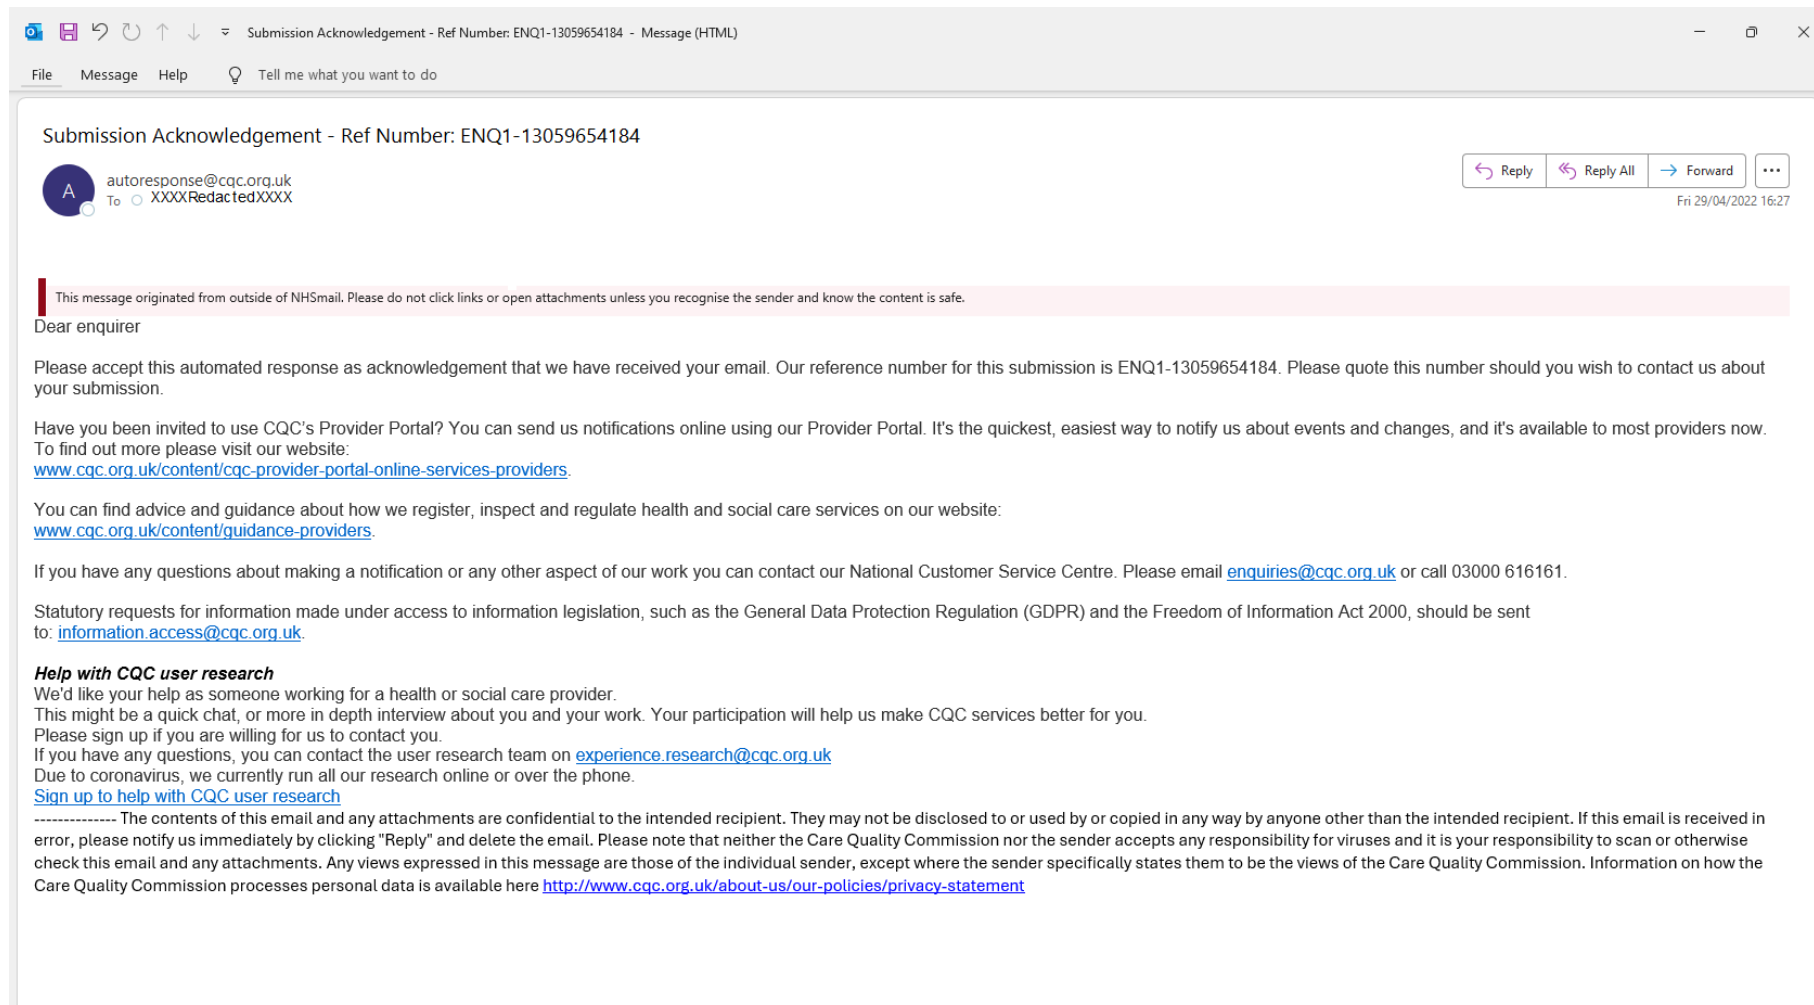 Submission Acknowledgement - Ref Number: ENQ1-13059654184 - Message (HTML)
File Message Help Tell me what you want to do
Submission Acknowledgement - Ref Number: ENQ1-13059654184
A
autoresponse@cqc.org.uk
To XXXXRedactedXXXX
Reply Reply All Forward
Fri 29/04/2022 16:27
This message originated from outside of NHSmail. Please do not click links or open attachments unless you recognise the sender and know the content is safe.
Dear enquirer
Please accept this automated response as acknowledgement that we have received your email. Our reference number for this submission is ENQ1-13059654184. Please quote this number should you wish to contact us about
your submission.
Have you been invited to use CQC's Provider Portal? You can send us notifications online using our Provider Portal. It's the quickest, easiest way to notify us about events and changes, and it's available to most providers now.
To find out more please visit our website:
www.cqc.org.uk/content/cqc-provider-portal-online-services-providers.
You can find advice and guidance about how we register, inspect and regulate health and social care services on our website:
www.cqc.org.uk/content/guidance-providers.
If you have any questions about making a notification or any other aspect of our work you can contact our National Customer Service Centre. Please email enquiries@cqc.org.uk or call 03000 616161.
Statutory requests for information made under access to information legislation, such as the General Data Protection Regulation (GDPR) and the Freedom of Information Act 2000, should be sent
to: information.access@cqc.org.uk.
Help with CQC user research
We'd like your help as someone working for a health or social care provider.
This might be a quick chat, or more in depth interview about you and your work. Your participation will help us make CQC services better for you.
Please sign up if you are willing for us to contact you.
If you have any questions, you can contact the user research team on experience.research@cqc.org.uk
Due to coronavirus, we currently run all our research online or over the phone.
Sign up to help with CQC user research
-------------- The contents of this email and any attachments are confidential to the intended recipient. They may not be disclosed to or used by or copied in any way by anyone other than the intended recipient. If this email is received in
error, please notify us immediately by clicking "Reply" and delete the email. Please note that neither the Care Quality Commission nor the sender accepts any responsibility for viruses and it is your responsibility to scan or otherwise
check this email and any attachments. Any views expressed in this message are those of the individual sender, except where the sender specifically states them to be the views of the Care Quality Commission. Information on how the
Care Quality Commission processes personal data is available here http://www.cqc.org.uk/about-us/our-policies/privacy-statement